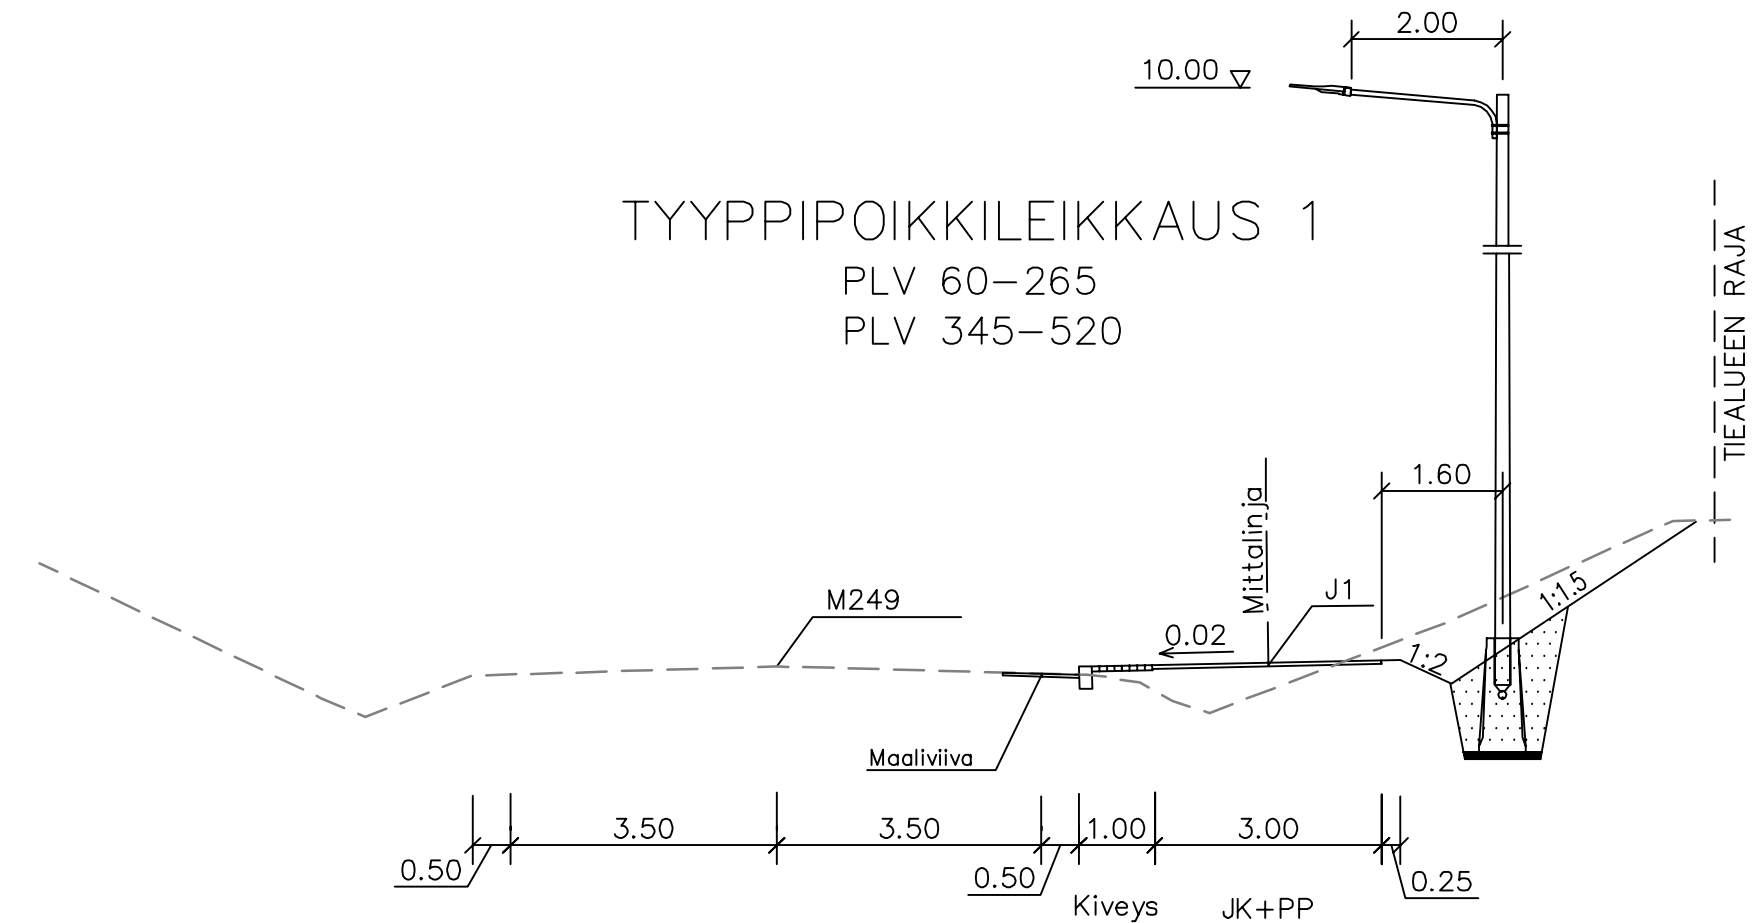 2.00
10.00
TYYPPIPOIKKILEIKKAUS 1
PLV 60-265
PLV 345-520
TIEALUEEN RAJA
1.60
Mittalinja
J1
1:1.5
M249
0.02
1:2
Maaliviiva
3.50
3.50
1.00
3.00
0.50
0.50
0.25
Kiveys
JK+PP